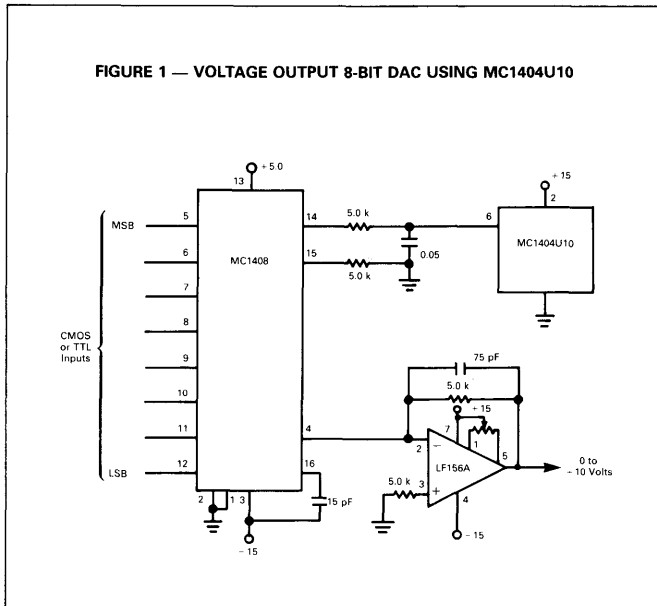 FIGURE 1 — VOLTAGE OUTPUT 8-BIT DAC USING MC1404U10
+ 5.0
13
+ 15
2
MSB
5
14
5.0 k
6
MC1408
MC1404U10
6
15
0.05
5.0 k
7
8
CMOS
or TTL
Inputs
9
75 pF
10
5.0 k
+ 15
11
4
7
1
2
−
5
LF156A
0 to
+ 10 Volts
LSB
12
16
5.0 k
3
+
2
1
3
15 pF
4
− 15
− 15